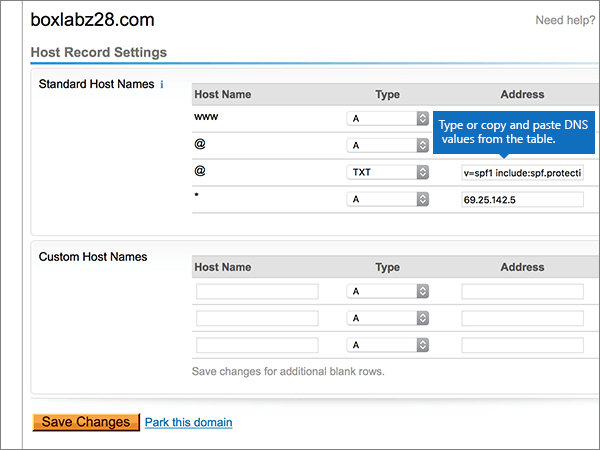 boxlabz28.com Need help?
Host Record Settings
Standard Host Names i
Host Name Type Address
www A
Type or copy and paste DNS
values from the table.
@ A
@ TXT v=spf1 include:spf.protecti
* A 69.25.142.5
Custom Host Names
Host Name Type Address
A
A
A
Save changes for additional blank rows.
Save Changes Park this domain